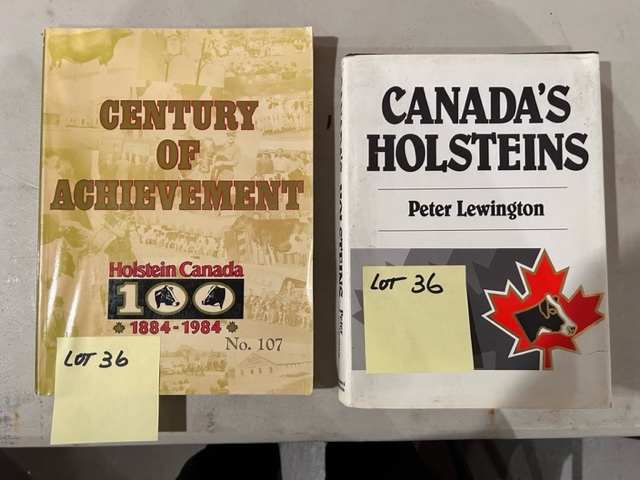 CENTURY
OF
ACHIEVEMENT
Holstein Canada
100
1884-1984
No. 107
LOT 36
CANADA'S
HOLSTEINS
Peter Lewington
LOT 36